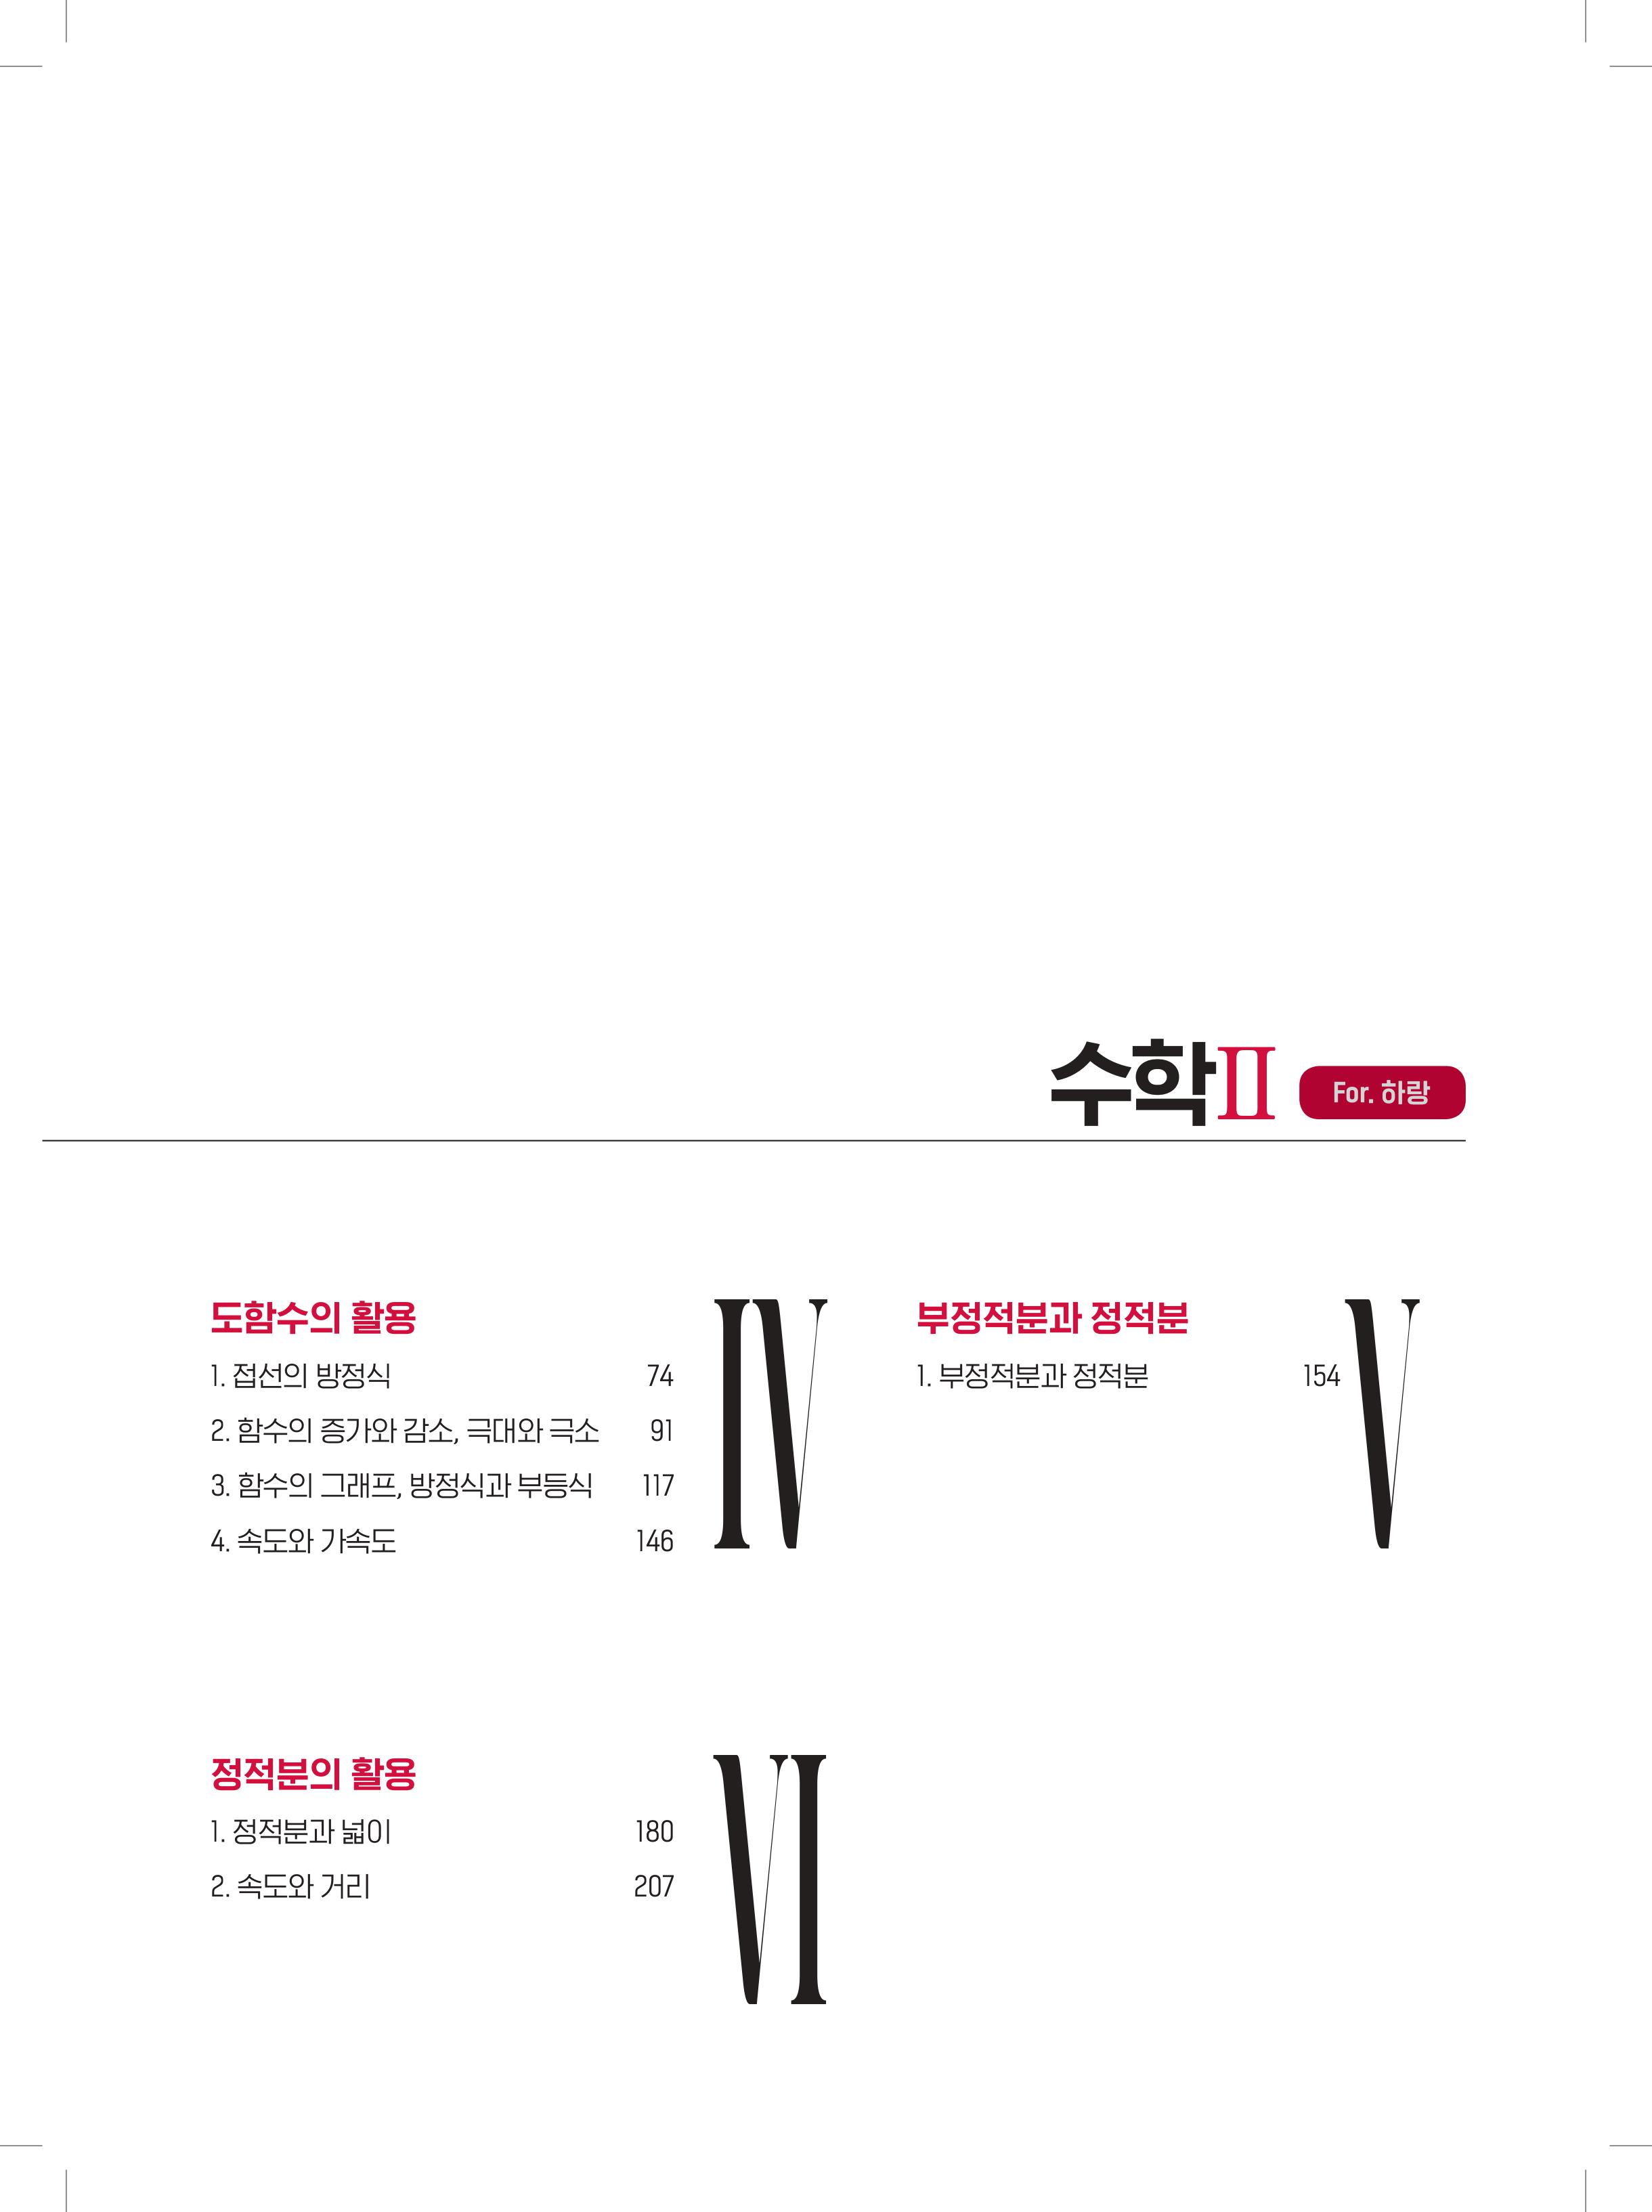 수학Ⅱ For. 하랑
도함수의 활용
1. 접선의 방정식 74
2. 함수의 증가와 감소, 극대와 극소 91
3. 함수의 그래프, 방정식과 부등식 117
4. 속도와 가속도 146
IV
부정적분과 정적분
1. 부정적분과 정적분 154
V
정적분의 활용
1. 정적분과 넓이 180
2. 속도와 거리 207
VI